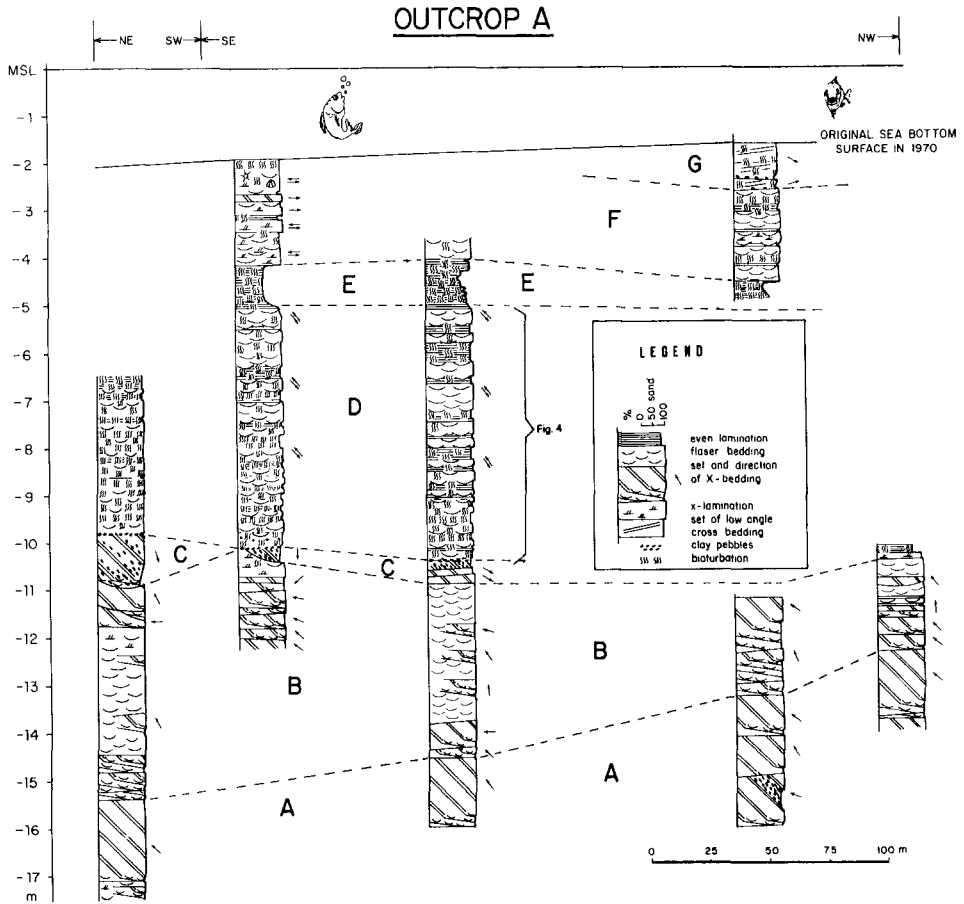 OUTCROP A
NE SW SE NW
MSL
-1
ORIGINAL SEA BOTTOM
SURFACE IN 1970
-2
G
-3
F
-4
E E
-5
-6
LEGEND
% 0 50 100 sand
even lamination
flaser bedding
set and direction
of X-bedding
x-lamination
set of low angle
cross bedding
clay pebbles
bioturbation
-7
D
-8
Fig. 4
-9
-10
C C
-11
-12
-13
B B
-14
-15
A A
-16
0 25 50 75 100 m
-17
m